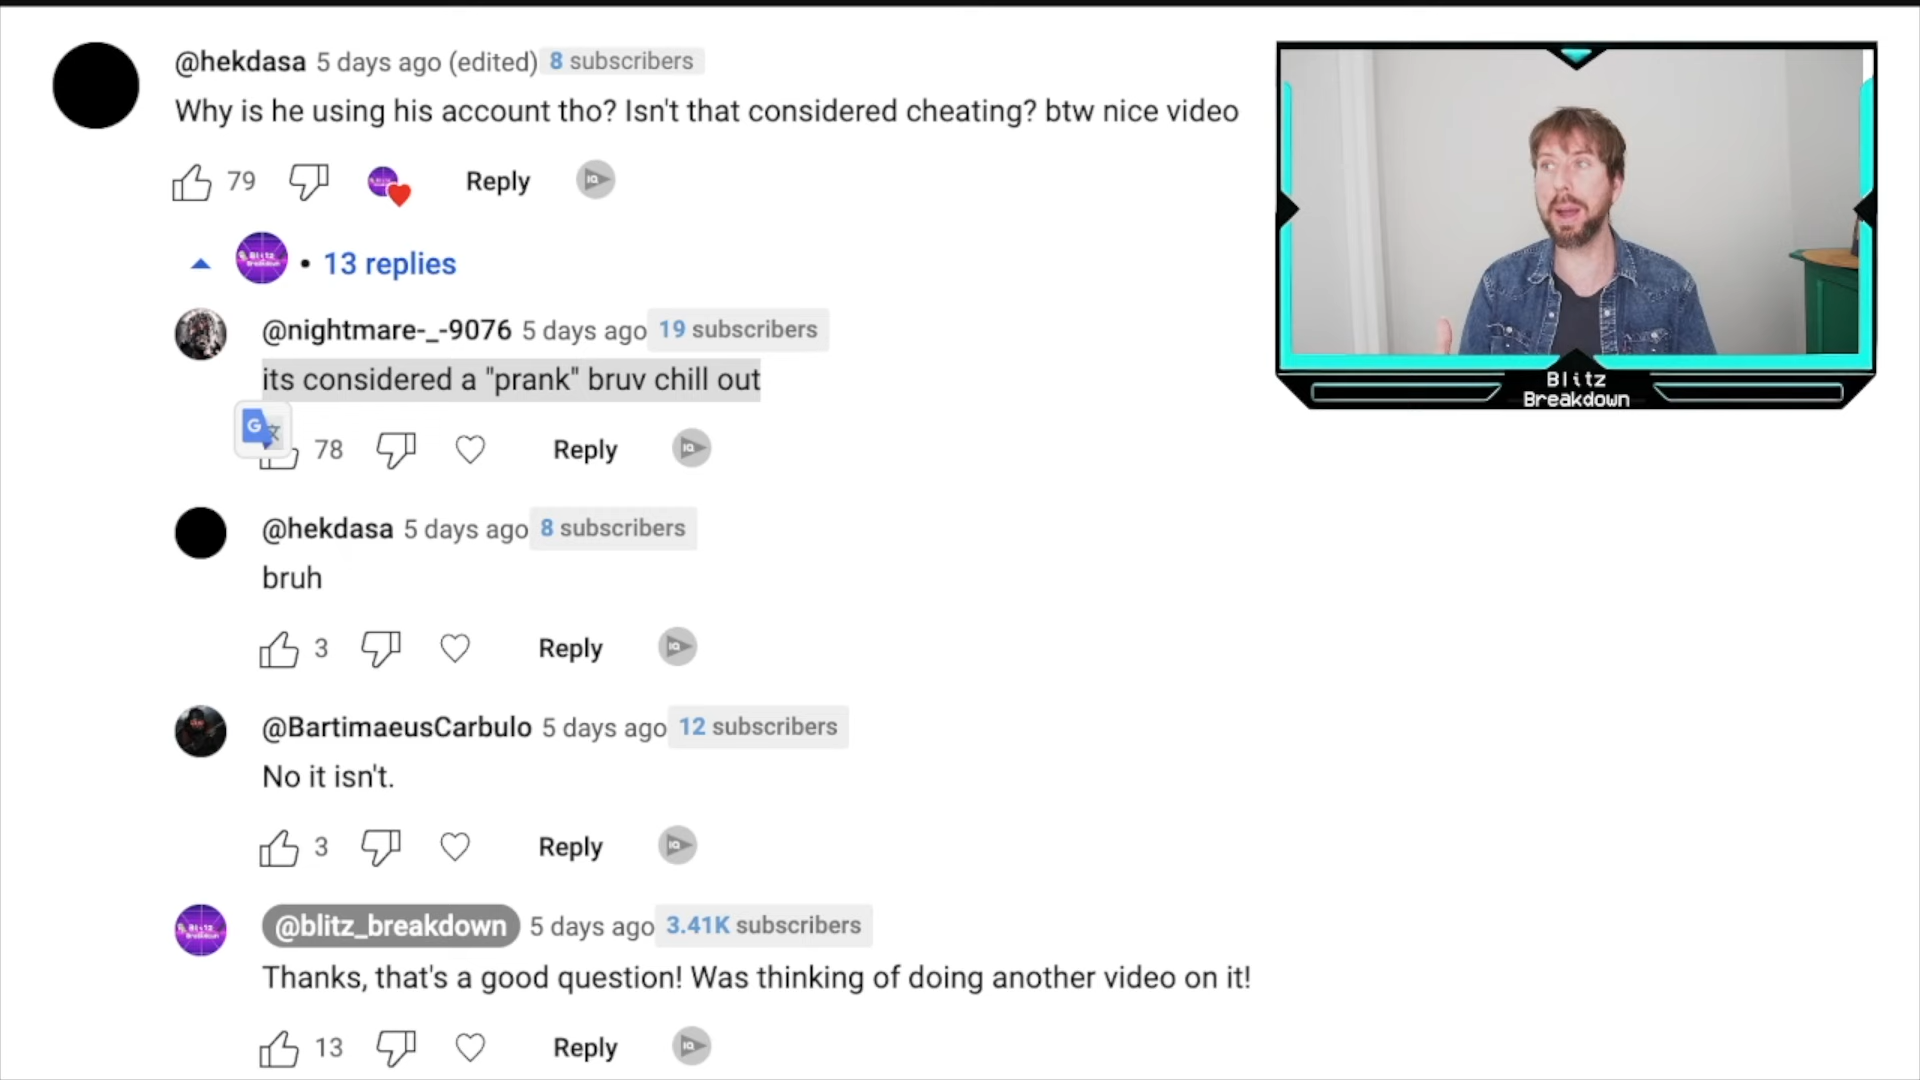 @hekdasa 5 days ago (edited) 8 subscribers
Why is he using his account tho? Isn't that considered cheating? btw nice video
79 Reply
13 replies
@nightmare-_-9076 5 days ago 19 subscribers
its considered a "prank" bruv chill out
78 Reply
@hekdasa 5 days ago 8 subscribers
bruh
3 Reply
@BartimaeusCarbulo 5 days ago 12 subscribers
No it isn't.
3 Reply
@blitz_breakdown 5 days ago 3.41K subscribers
Thanks, that's a good question! Was thinking of doing another video on it!
13 Reply
Blitz
Breakdown